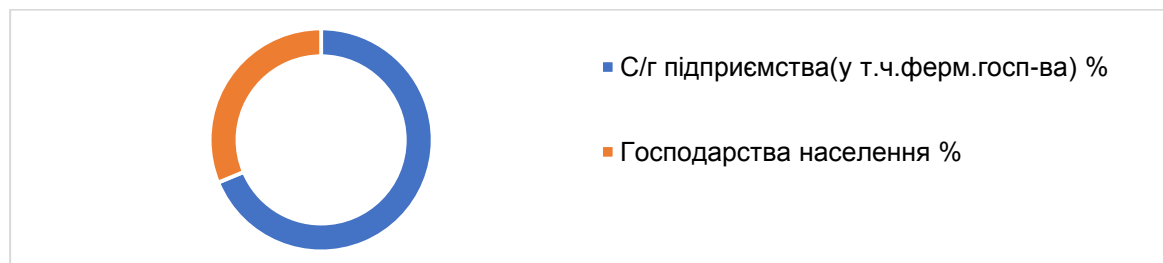 С/г підприємства(у т.ч.ферм.госп-ва) %
Господарства населення %